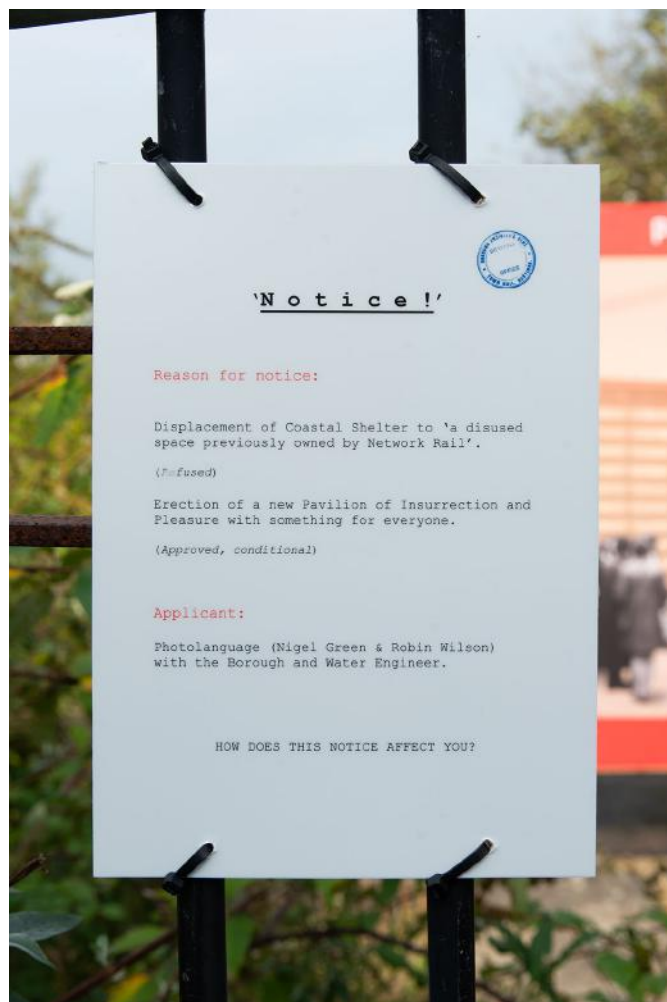 ‘Notice!’
Reason for notice:
Displacement of Coastal Shelter to ‘a disused
space previously owned by Network Rail’.
(Refused)
Erection of a new Pavilion of Insurrection and
Pleasure with something for everyone.
(Approved, conditional)
Applicant:
Photolanguage (Nigel Green & Robin Wilson)
with the Borough and Water Engineer.
HOW DOES THIS NOTICE AFFECT YOU?